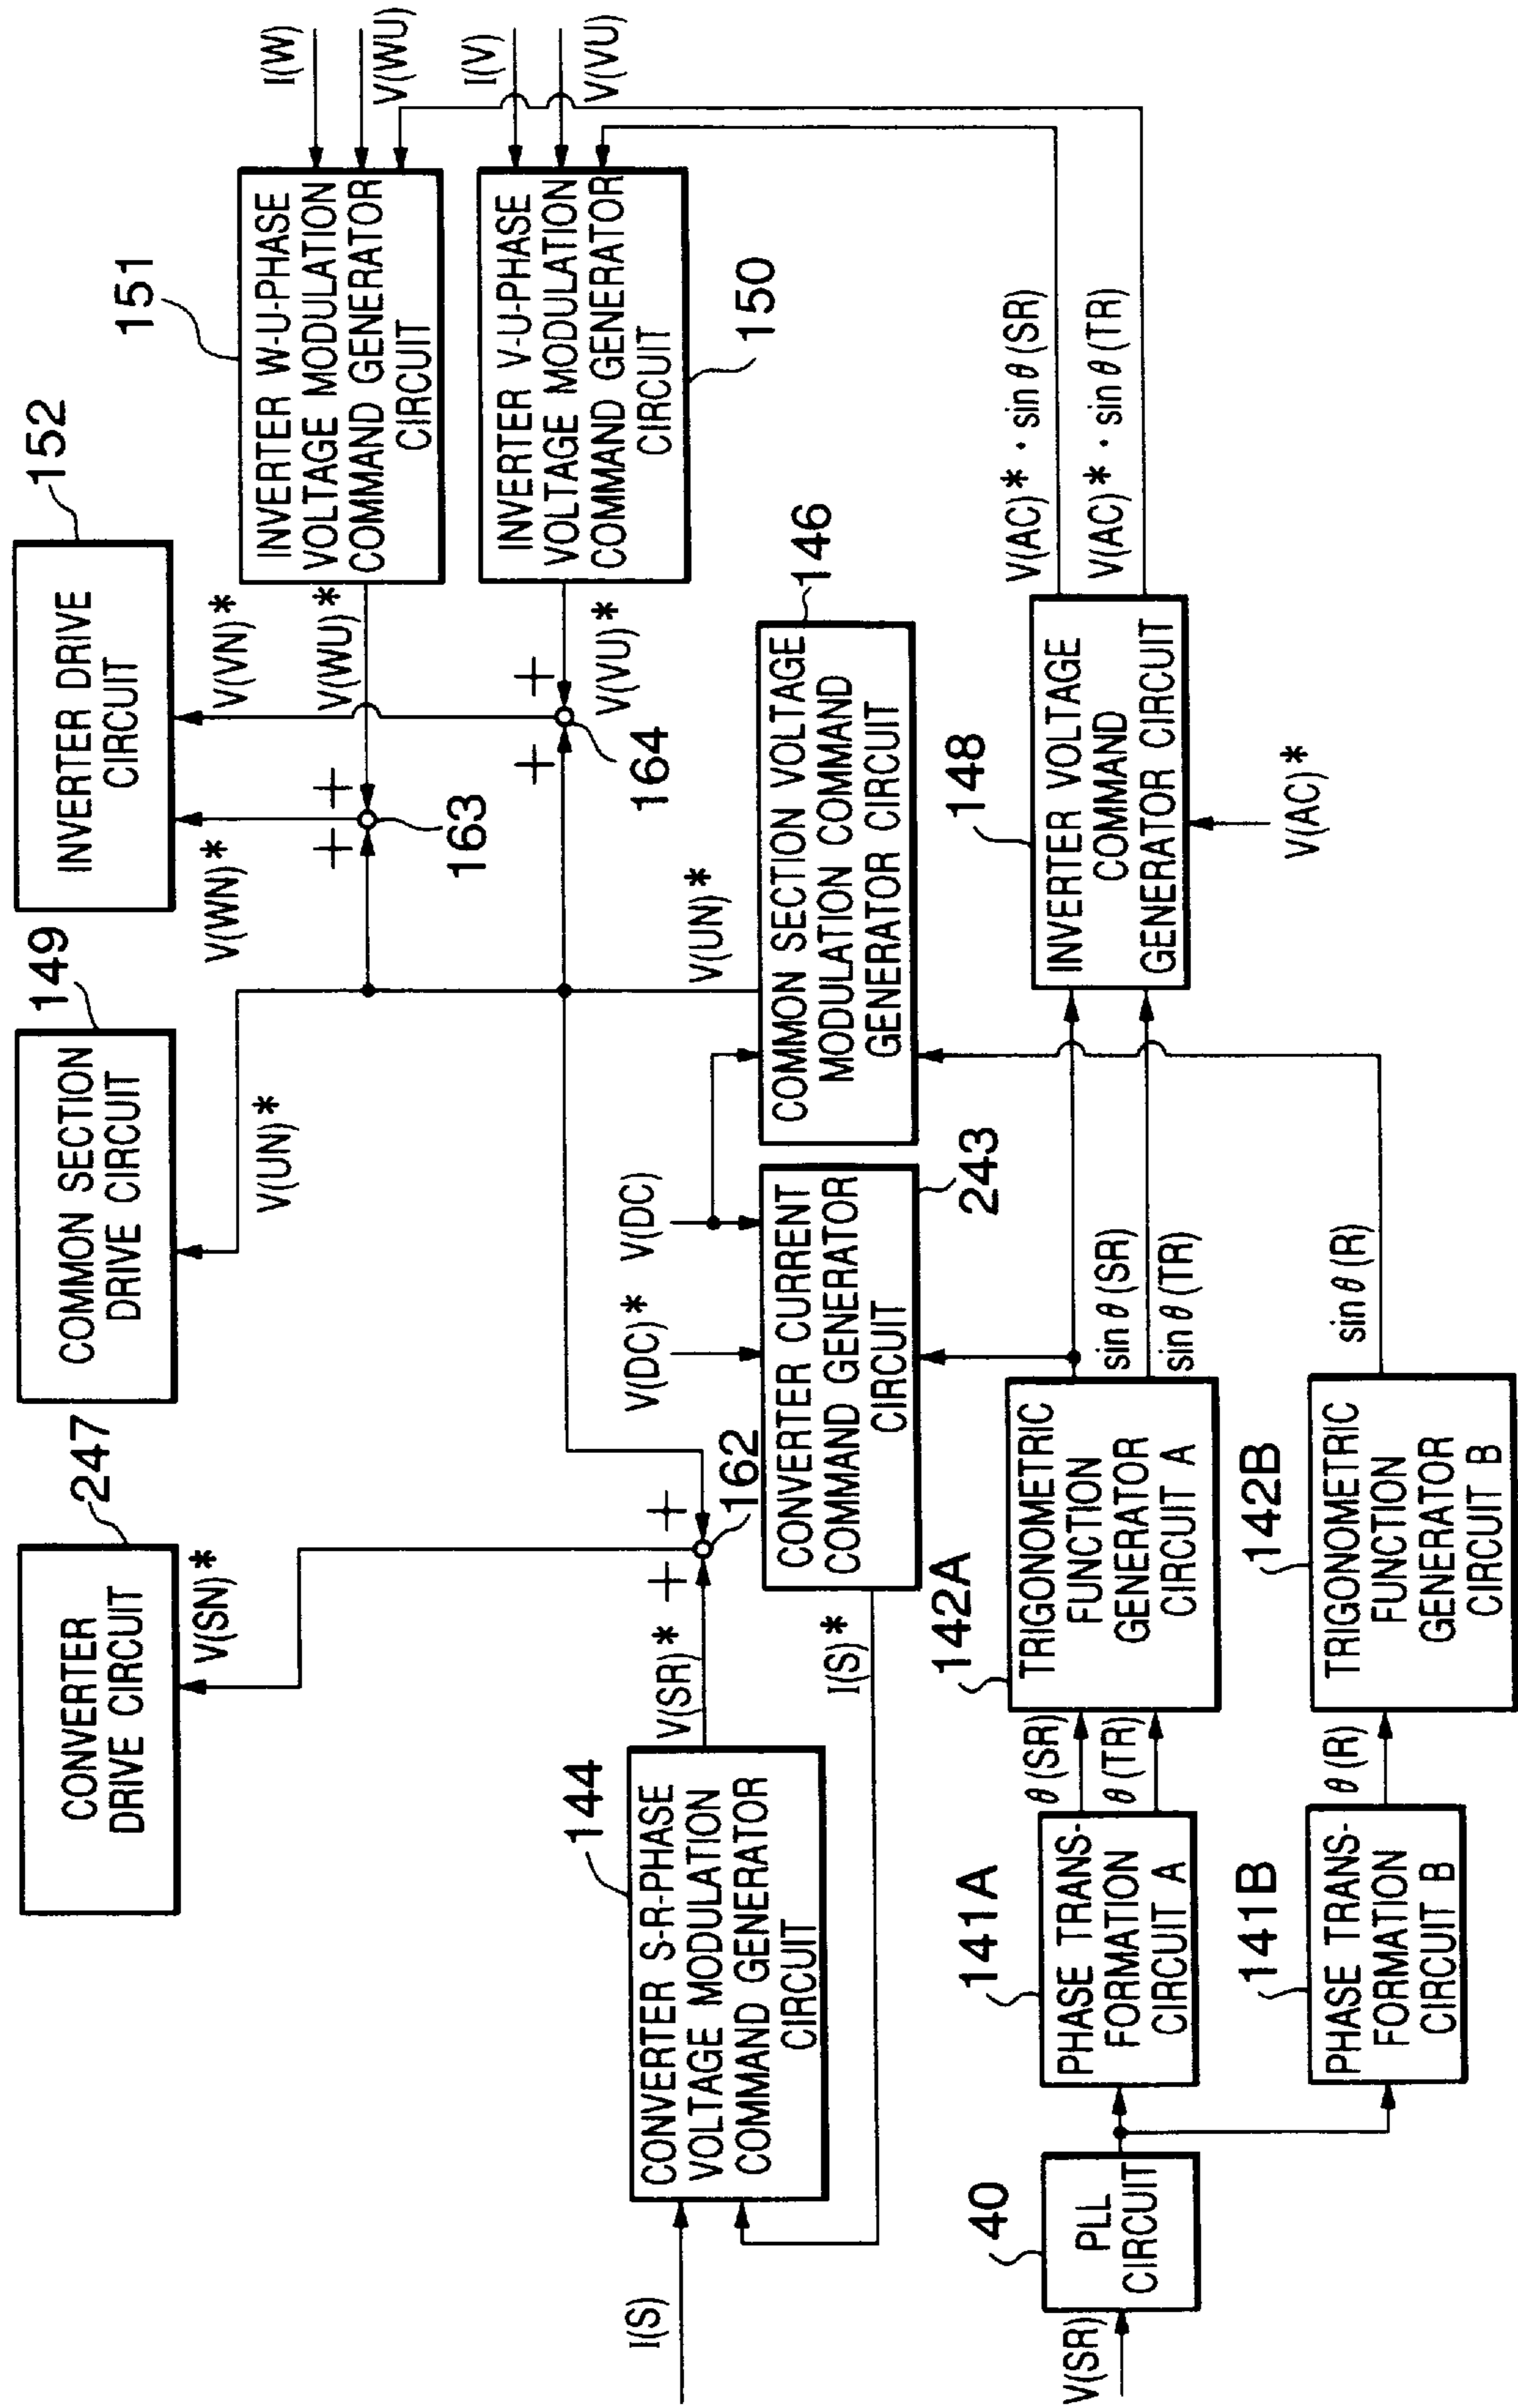 CONVERTER
DRIVE CIRCUIT
247
V(SN)*
COMMON SECTION
DRIVE CIRCUIT
149
V(UN)*
INVERTER DRIVE
CIRCUIT
152
V(WN)*
V(VN)*
INVERTER W-U-PHASE
VOLTAGE MODULATION
COMMAND GENERATOR
CIRCUIT
151
I(W)
V(WU)
V(WU)*
+
+
163
INVERTER V-U-PHASE
VOLTAGE MODULATION
COMMAND GENERATOR
CIRCUIT
150
I(V)
V(VU)
V(VU)*
+
+
164
CONVERTER S-R-PHASE
VOLTAGE MODULATION
COMMAND GENERATOR
CIRCUIT
144
I(S)
V(SR)*
+
+
162
I(S)*
V(DC)*
V(DC)
CONVERTER CURRENT
COMMAND GENERATOR
CIRCUIT
243
V(UN)*
COMMON SECTION VOLTAGE
MODULATION COMMAND
GENERATOR CIRCUIT
146
V(SR)
PLL
CIRCUIT
40
PHASE TRANS-
FORMATION
CIRCUIT A
141A
θ(SR)
θ(TR)
TRIGONOMETRIC
FUNCTION
GENERATOR
CIRCUIT A
142A
sin θ(SR)
sin θ(TR)
INVERTER VOLTAGE
COMMAND
GENERATOR CIRCUIT
148
V(AC)*
V(AC)*・sin θ(SR)
V(AC)*・sin θ(TR)
PHASE TRANS-
FORMATION
CIRCUIT B
141B
θ(R)
TRIGONOMETRIC
FUNCTION
GENERATOR
CIRCUIT B
142B
sin θ(R)